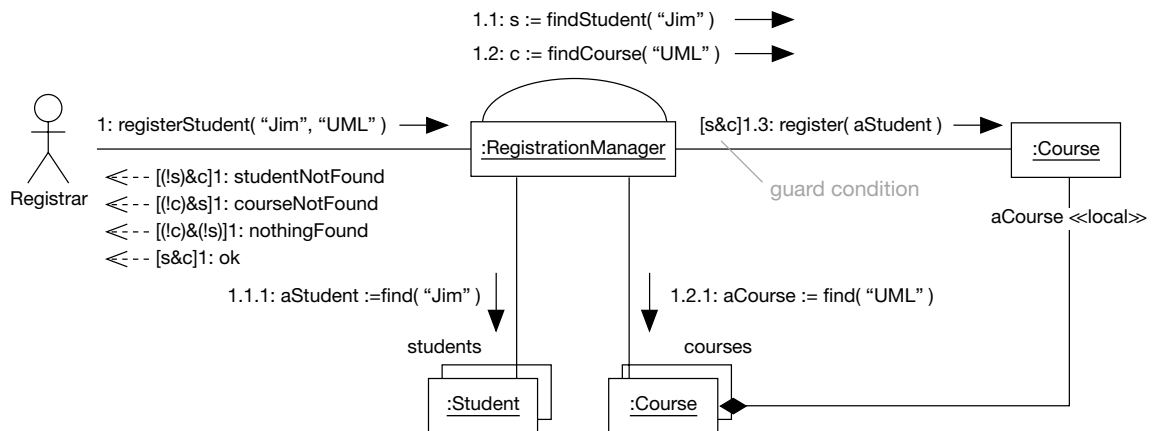 1.1: s := findStudent( “Jim” )
1.2: c := findCourse( “UML” )
1: registerStudent( “Jim”, “UML” )
[s&c]1.3: register( aStudent )
:RegistrationManager
:Course
Registrar
[(!s)&c]1: studentNotFound
[(!c)&s]1: courseNotFound
[(!c)&(!s)]1: nothingFound
[s&c]1: ok
guard condition
aCourse «local»
1.1.1: aStudent :=find( “Jim” )
1.2.1: aCourse := find( “UML” )
students
courses
:Student
:Course